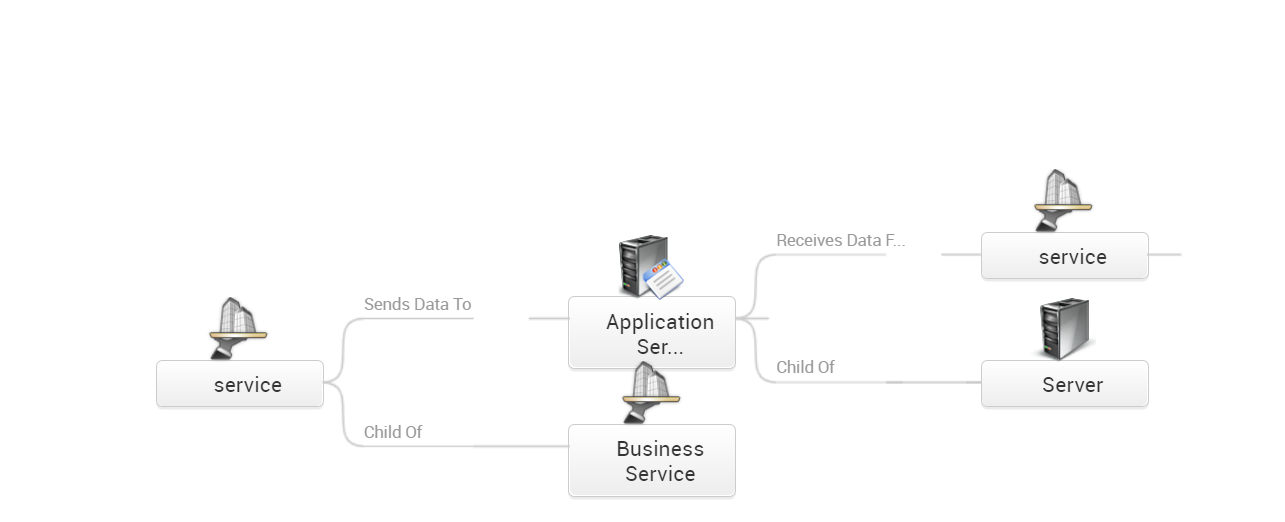 Receives Data F...
service
Sends Data To
Application
Ser...
service
Child Of
Server
Child Of
Business
Service